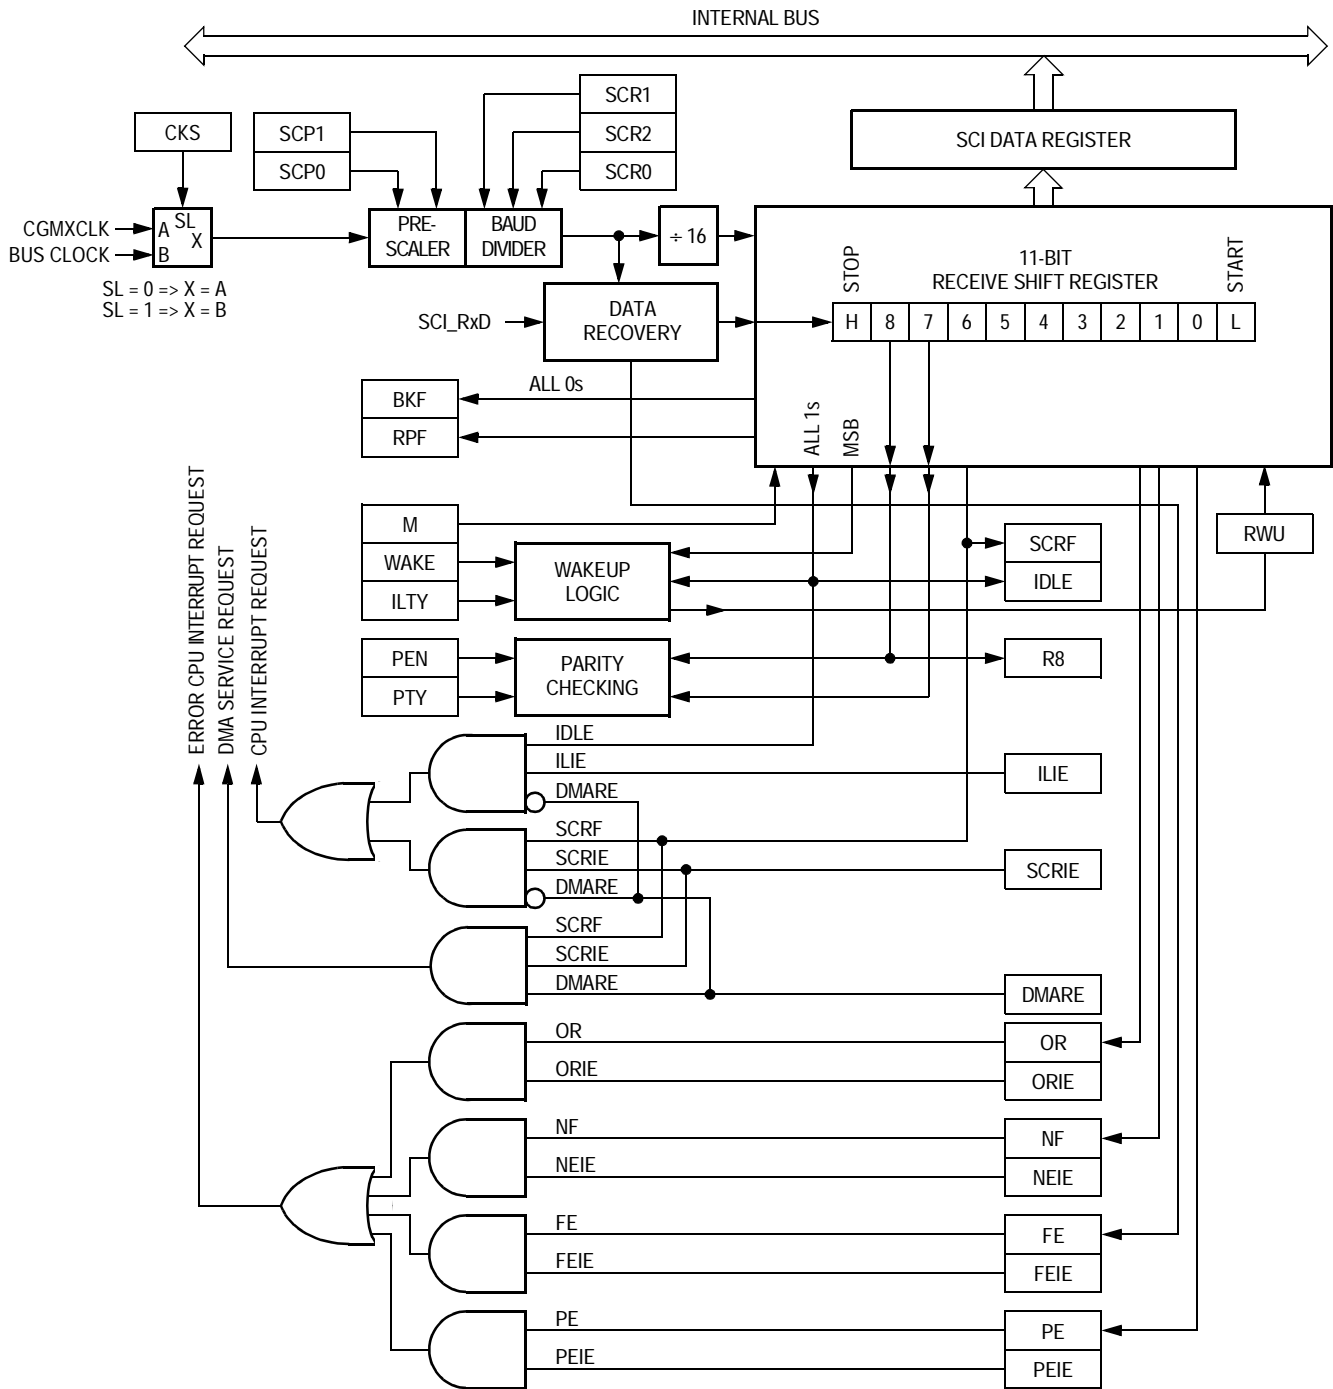 INTERNAL BUS
SCR1
SCR2
SCR0
CKS
SCP1
SCP0
SCI DATA REGISTER
CGMXCLK
BUS CLOCK
A
SL
X
B
SL = 0 => X = A
SL = 1 => X = B
PRE-
SCALER
BAUD
DIVIDER
÷ 16
STOP
11-BIT
RECEIVE SHIFT REGISTER
START
SCI_RxD
DATA
RECOVERY
H 8 7 6 5 4 3 2 1 0 L
ALL 0s
BKF
RPF
ALL 1s
MSB
ERROR CPU INTERRUPT REQUEST
DMA SERVICE REQUEST
CPU INTERRUPT REQUEST
M
WAKE
ILTY
WAKEUP
LOGIC
SCRF
IDLE
RWU
PEN
PTY
PARITY
CHECKING
R8
IDLE
ILIE
DMARE
ILIE
SCRF
SCRIE
DMARE
SCRIE
SCRF
SCRIE
DMARE
DMARE
OR
ORIE
OR
ORIE
NF
NEIE
NF
NEIE
FE
FEIE
FE
FEIE
PE
PEIE
PE
PEIE